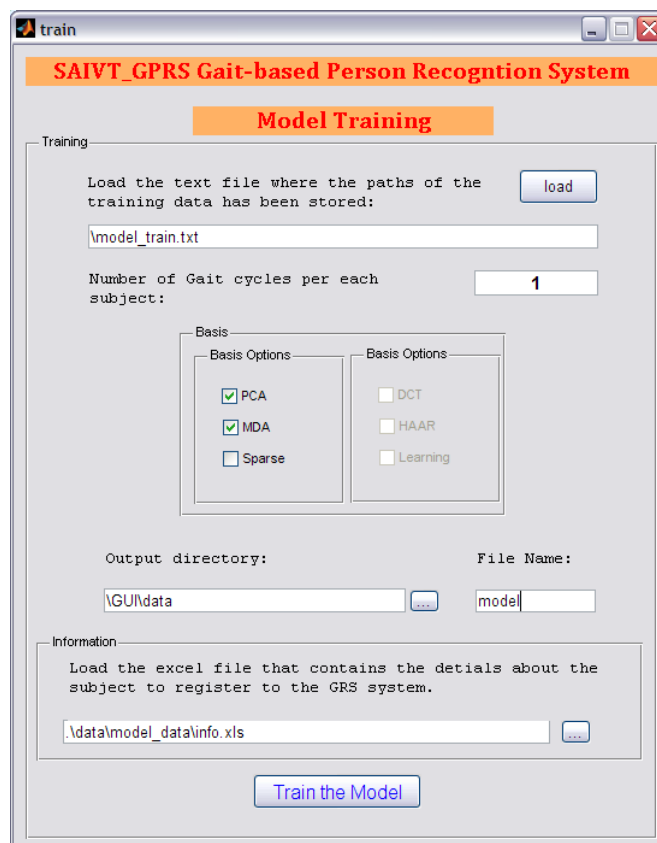 train
SAIVT_GPRS Gait-based Person Recogntion System
Model Training
Training
Load the text file where the paths of the
training data has been stored:
load
\model_train.txt
Number of Gait cycles per each
subject:
1
Basis
Basis Options
PCA
MDA
Sparse
Basis Options
DCT
HAAR
Learning
Output directory:
File Name:
\GUI\data
...
model
Information
Load the excel file that contains the detials about the
subject to register to the GRS system.
.\data\model_data\info.xls
...
Train the Model